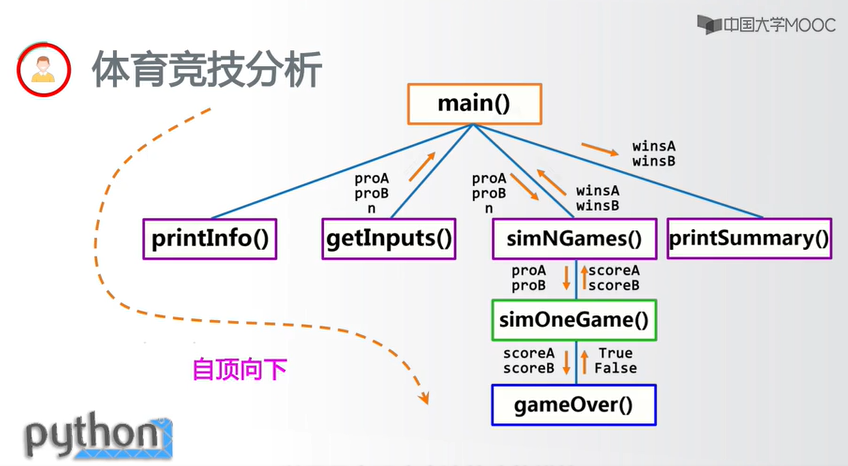 中国大学MOOC
体育竞技分析
main()
winsA
winsB
proA
proB
n
proA
proB
n
winsA
winsB
printInfo()
getInputs()
simNGames()
printSummary()
proA
proB
scoreA
scoreB
simOneGame()
scoreA
scoreB
True
False
自顶向下
gameOver()
python